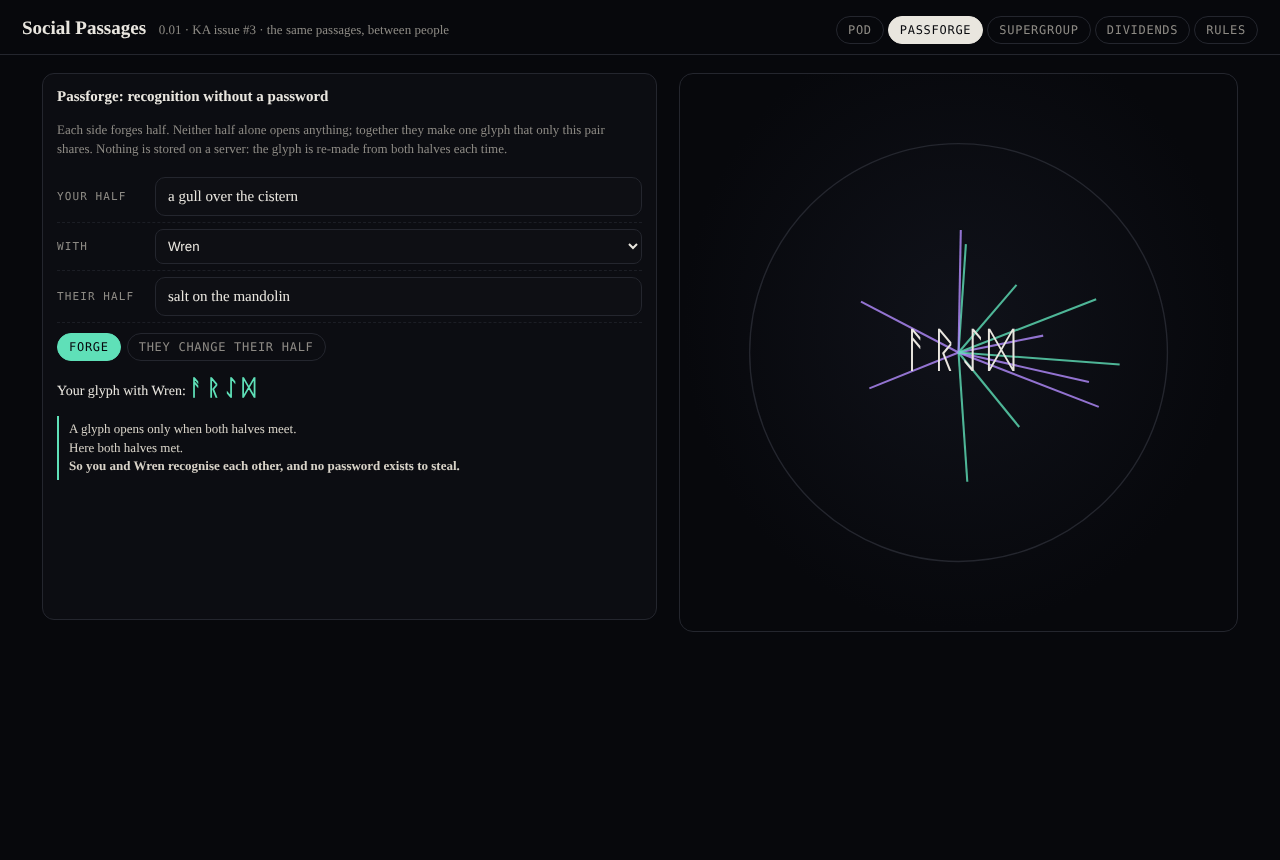 Social Passages 0.01 · KA issue #3 · the same passages, between people
POD PASSFORGE SUPERGROUP DIVIDENDS RULES
Passforge: recognition without a password
Each side forges half. Neither half alone opens anything; together they make one glyph that only this pair
shares. Nothing is stored on a server: the glyph is re-made from both halves each time.
YOUR HALF a gull over the cistern
WITH Wren
THEIR HALF salt on the mandolin
FORGE THEY CHANGE THEIR HALF
Your glyph with Wren: ᚨ ᚱ ᛇ ᛞ
A glyph opens only when both halves meet.
Here both halves met.
So you and Wren recognise each other, and no password exists to steal.